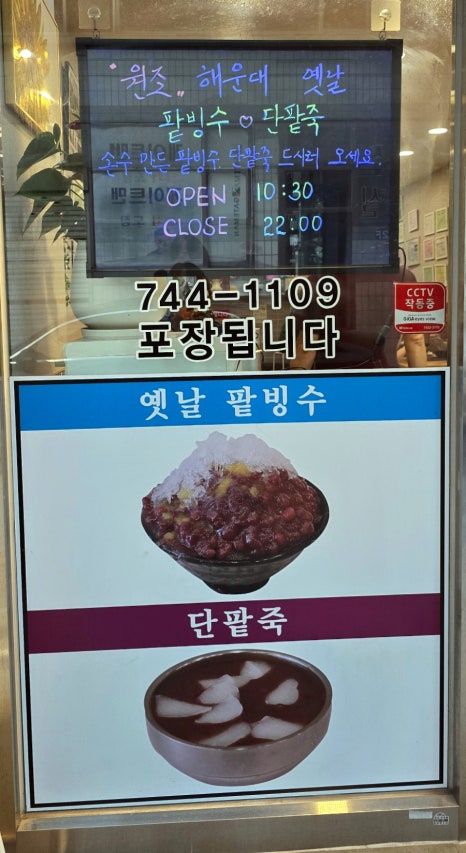 "원조" 해운대 옛날
팥빙수 ♡ 단팥죽
손수 만든 팥빙수 단팥죽 드시러 오세요.
OPEN 10:30
CLOSE 22:00
744-1109
포장됩니다
CCTV
작동중
옛날 팥빙수
단팥죽